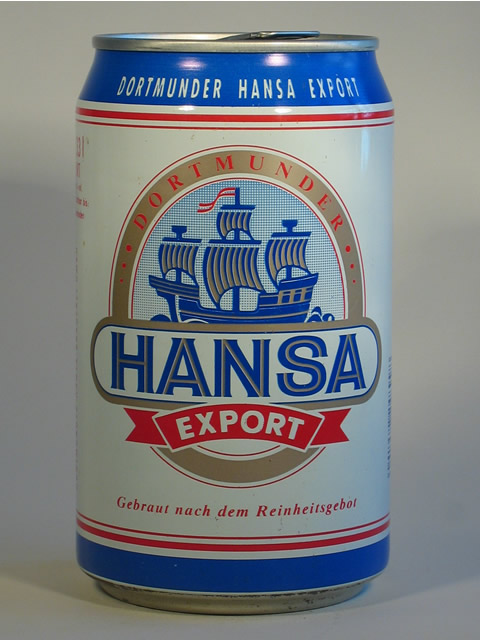 DORTMUNDER HANSA EXPORT
DORTMUNDER
HANSA
EXPORT
Gebraut nach dem Reinheitsgebot